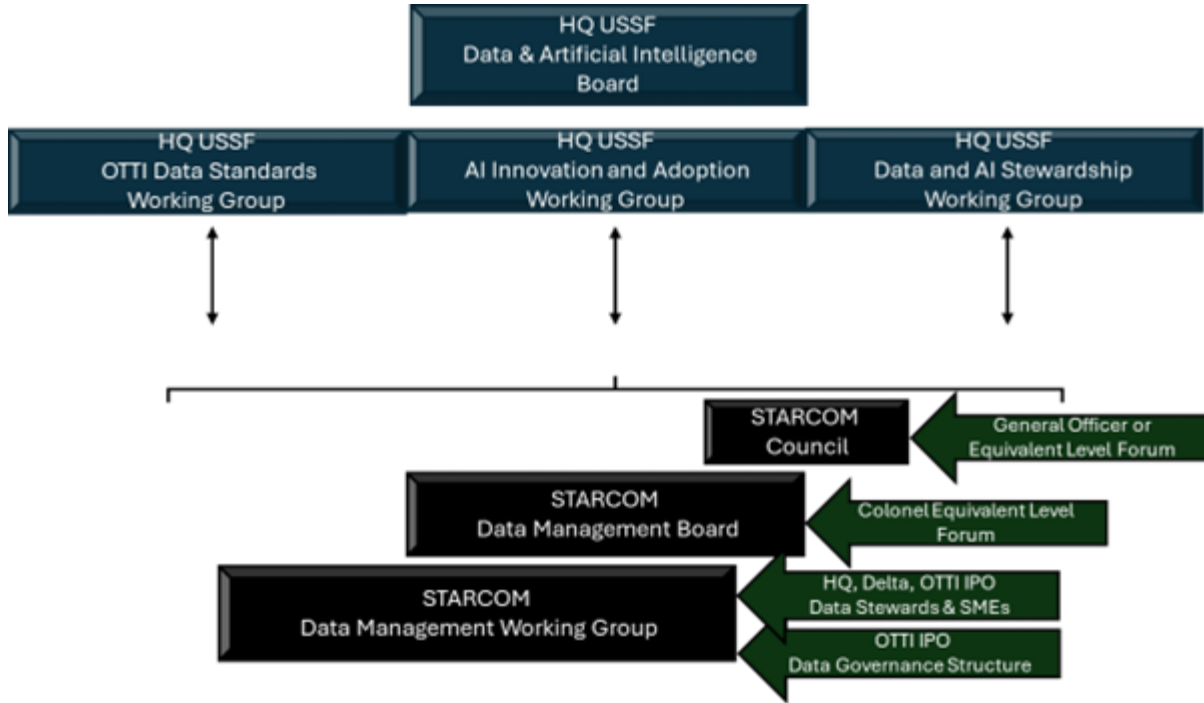 HQ USSF
Data & Artificial Intelligence
Board
HQ USSF
OTTI Data Standards
Working Group
HQ USSF
AI Innovation and Adoption
Working Group
HQ USSF
Data and AI Stewardship
Working Group
STARCOM
Council
General Officer or
Equivalent Level Forum
STARCOM
Data Management Board
Colonel Equivalent Level
Forum
STARCOM
Data Management Working Group
HQ, Delta, OTTI IPO
Data Stewards & SMEs
OTTI IPO
Data Governance Structure